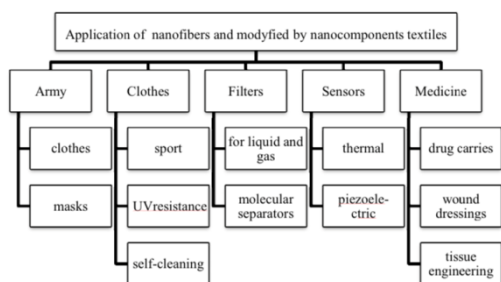 Application of nanofibers and modyfied by nanocomponents textiles
Army
Clothes
Filters
Sensors
Medicine
clothes
sport
for liquid and
gas
thermal
drug carries
masks
UVresistance
molecular
separators
piezoele-
ctric
wound
dressings
self-cleaning
tissue
engineering